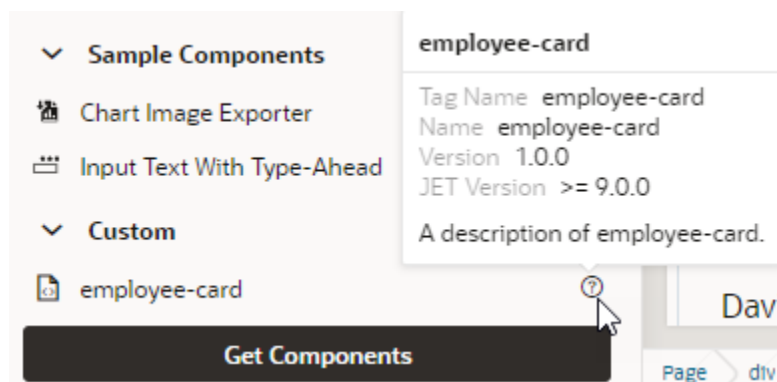 Sample Components
Chart Image Exporter
Input Text With Type-Ahead
Custom
employee-card
Get Components
employee-card
Tag Name employee-card
Name employee-card
Version 1.0.0
JET Version >= 9.0.0
A description of employee-card.
Dav
Page div